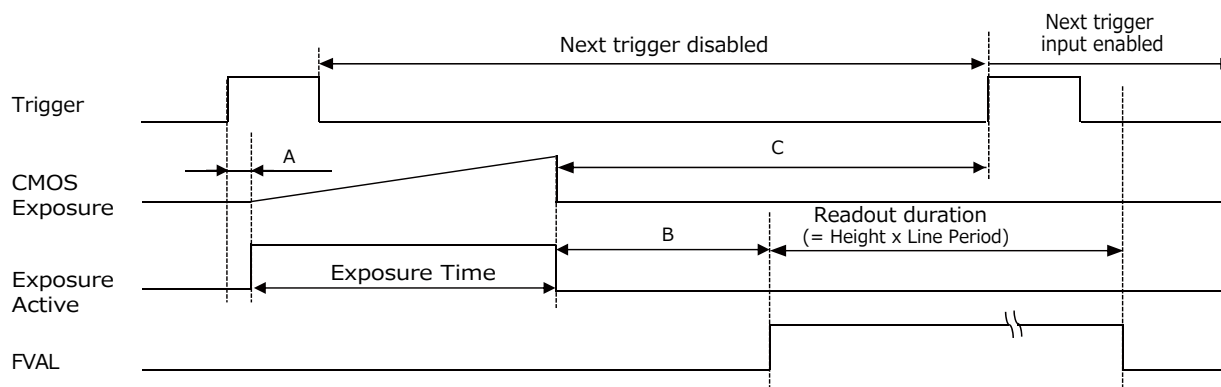 Next trigger disabled
Next trigger
input enabled
Trigger
A
C
CMOS
Exposure
B
Readout duration
(= Height x Line Period)
Exposure Time
Exposure
Active
FVAL